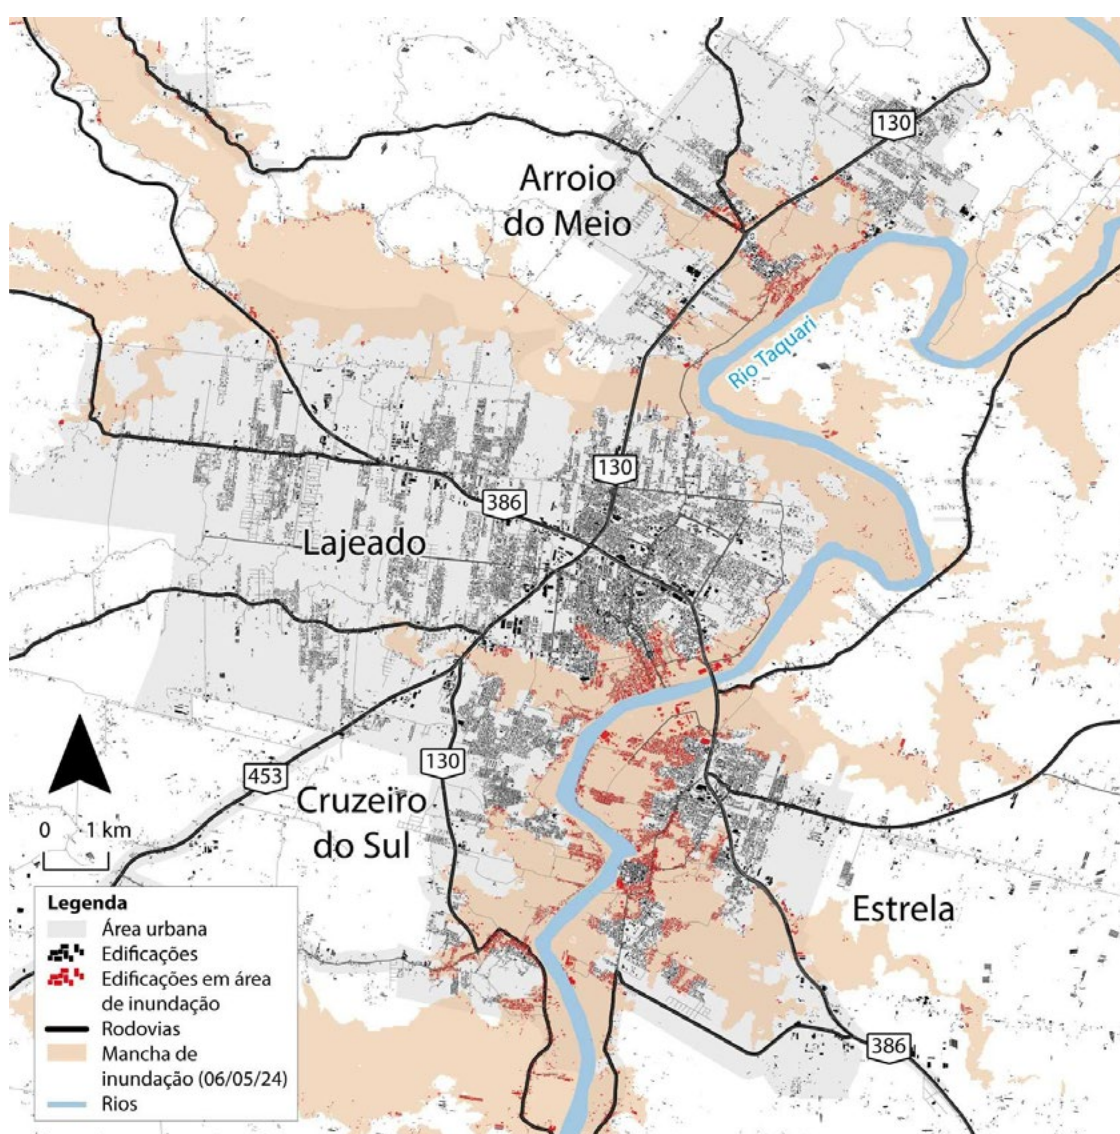 130
Arroio
do Meio
Rio Taquari
130
386
Lajeado
453
130
Cruzeiro
do Sul
0 1 km
Estrela
386
Legenda
Área urbana
Edificações
Edificações em área
de inundação
Rodovias
Mancha de
inundação (06/05/24)
Rios